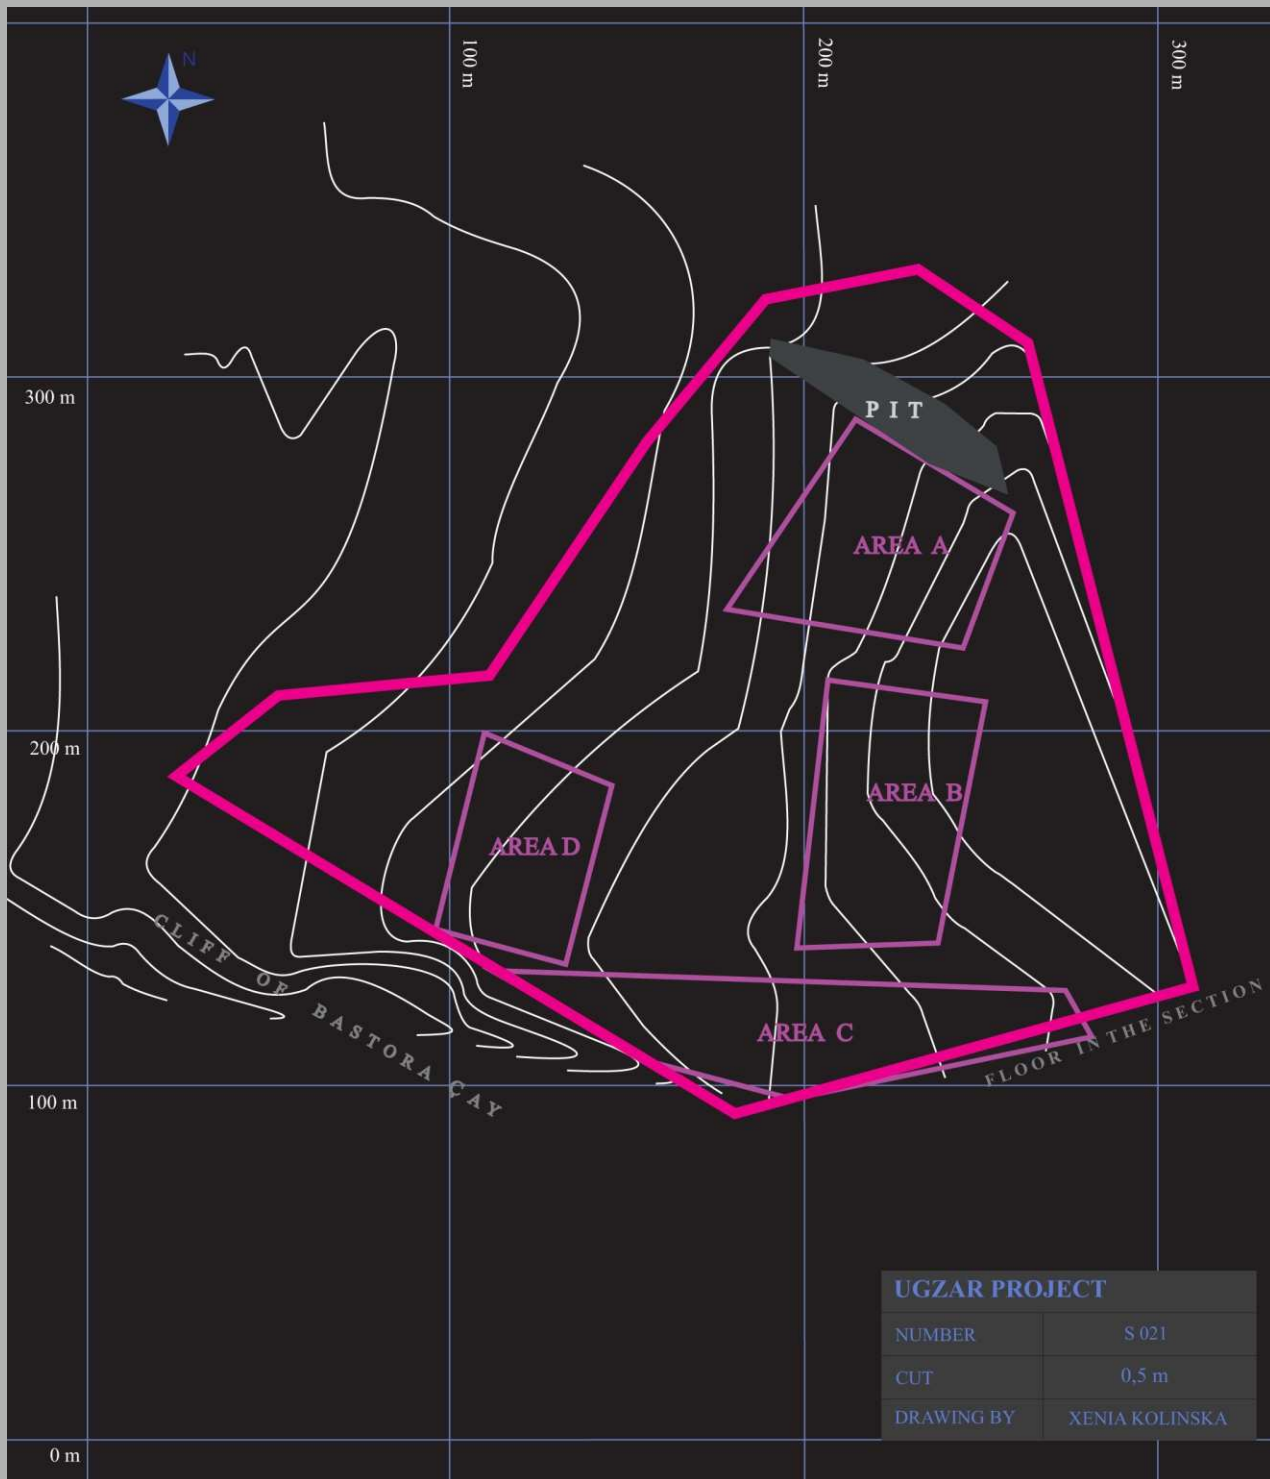 N
100 m
200 m
300 m
300 m
PIT
AREA A
200 m
AREA B
AREA D
CLIFF OF BASTORA ÇAY
AREA C
FLOOR IN THE SECTION
100 m
UGZAR PROJECT
NUMBER S 021
CUT 0,5 m
DRAWING BY XENIA KOLINSKA
0 m